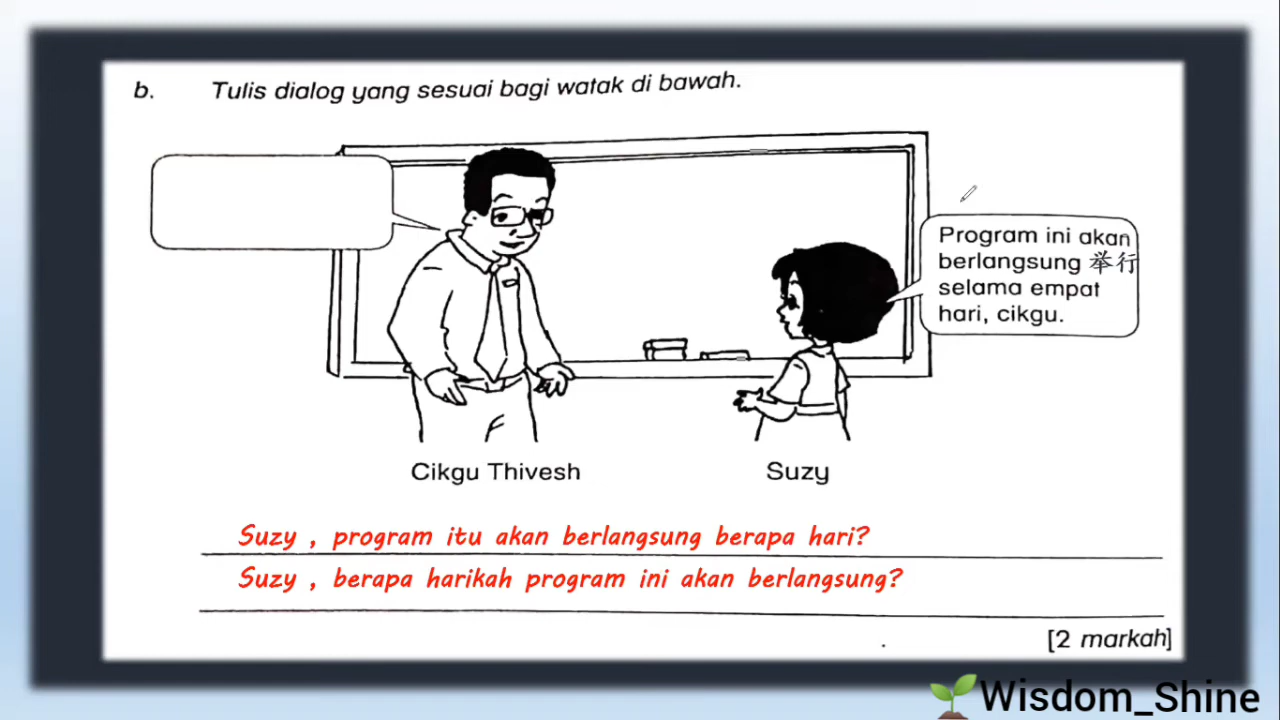 b. Tulis dialog yang sesuai bagi watak di bawah.
Program ini akan
berlangsung 举行
selama empat
hari, cikgu.
Cikgu Thivesh
Suzy
Suzy , program itu akan berlangsung berapa hari?
Suzy , berapa harikah program ini akan berlangsung?
[2 markah]
Wisdom_Shine